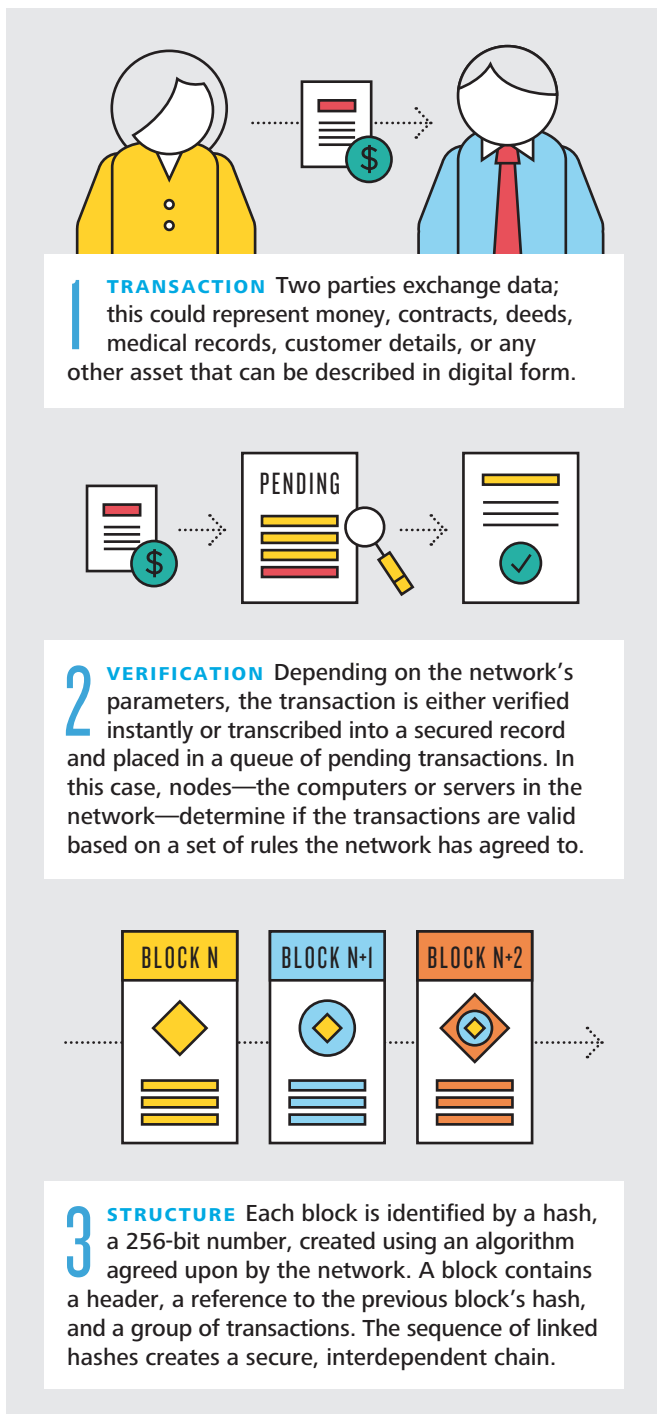 $
1 TRANSACTION Two parties exchange data;
this could represent money, contracts, deeds,
medical records, customer details, or any
other asset that can be described in digital form.
$
PENDING
2 VERIFICATION Depending on the network’s
parameters, the transaction is either verified
instantly or transcribed into a secured record
and placed in a queue of pending transactions. In
this case, nodes—the computers or servers in the
network—determine if the transactions are valid
based on a set of rules the network has agreed to.
BLOCK N
BLOCK N+1
BLOCK N+2
3 STRUCTURE Each block is identified by a hash,
a 256-bit number, created using an algorithm
agreed upon by the network. A block contains
a header, a reference to the previous block’s hash,
and a group of transactions. The sequence of linked
hashes creates a secure, interdependent chain.